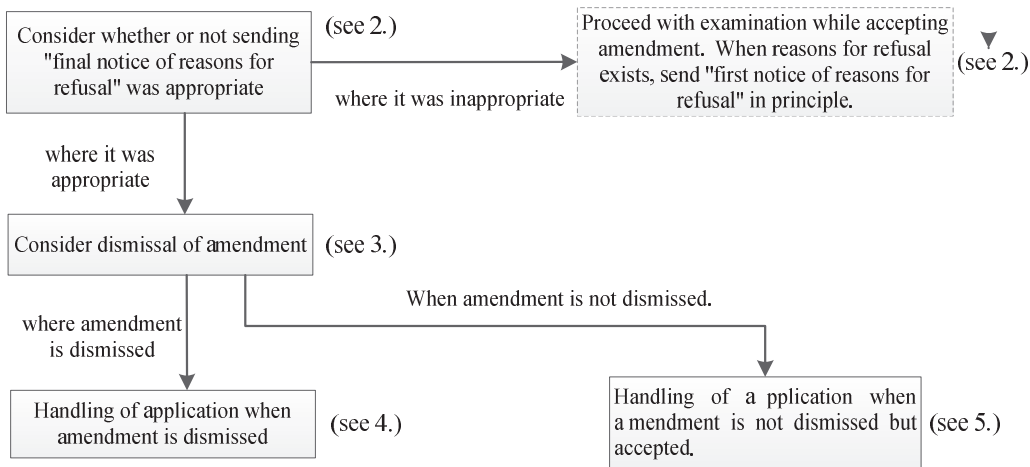 Consider whether or not sending
"final notice of reasons for
refusal" was appropriate
(see 2.)
where it was inappropriate
Proceed with examination while accepting
amendment. When reasons for refusal
exists, send "first notice of reasons for
refusal" in principle.
(see 2.)
where it was
appropriate
Consider dismissal of amendment
(see 3.)
When amendment is not dismissed.
where amendment
is dismissed
Handling of application when
amendment is dismissed
(see 4.)
Handling of a pplication when
a mendment is not dismissed but
accepted.
(see 5.)